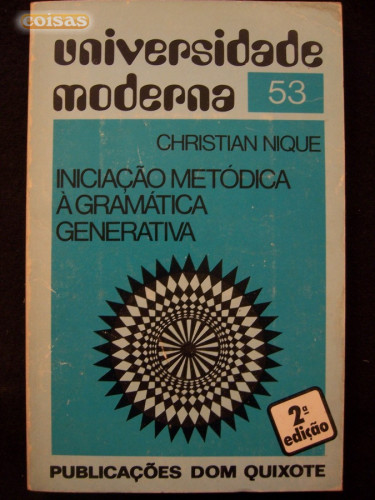 coisas
universidade
moderna 53
CHRISTIAN NIQUE
INICIAÇÃO METÓDICA
À GRAMÁTICA
GENERATIVA
2ª
edição
PUBLICAÇÕES DOM QUIXOTE